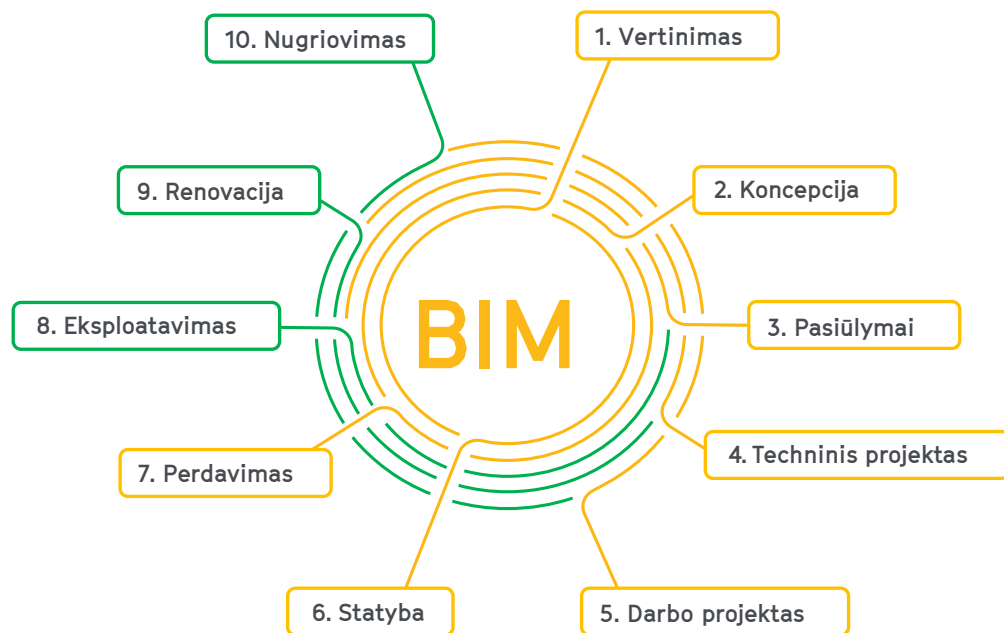 10. Nugriovimas
1. Vertinimas
9. Renovacija
2. Koncepcija
BIM
8. Eksploatavimas
3. Pasiūlymai
7. Perdavimas
4. Techninis projektas
6. Statyba
5. Darbo projektas